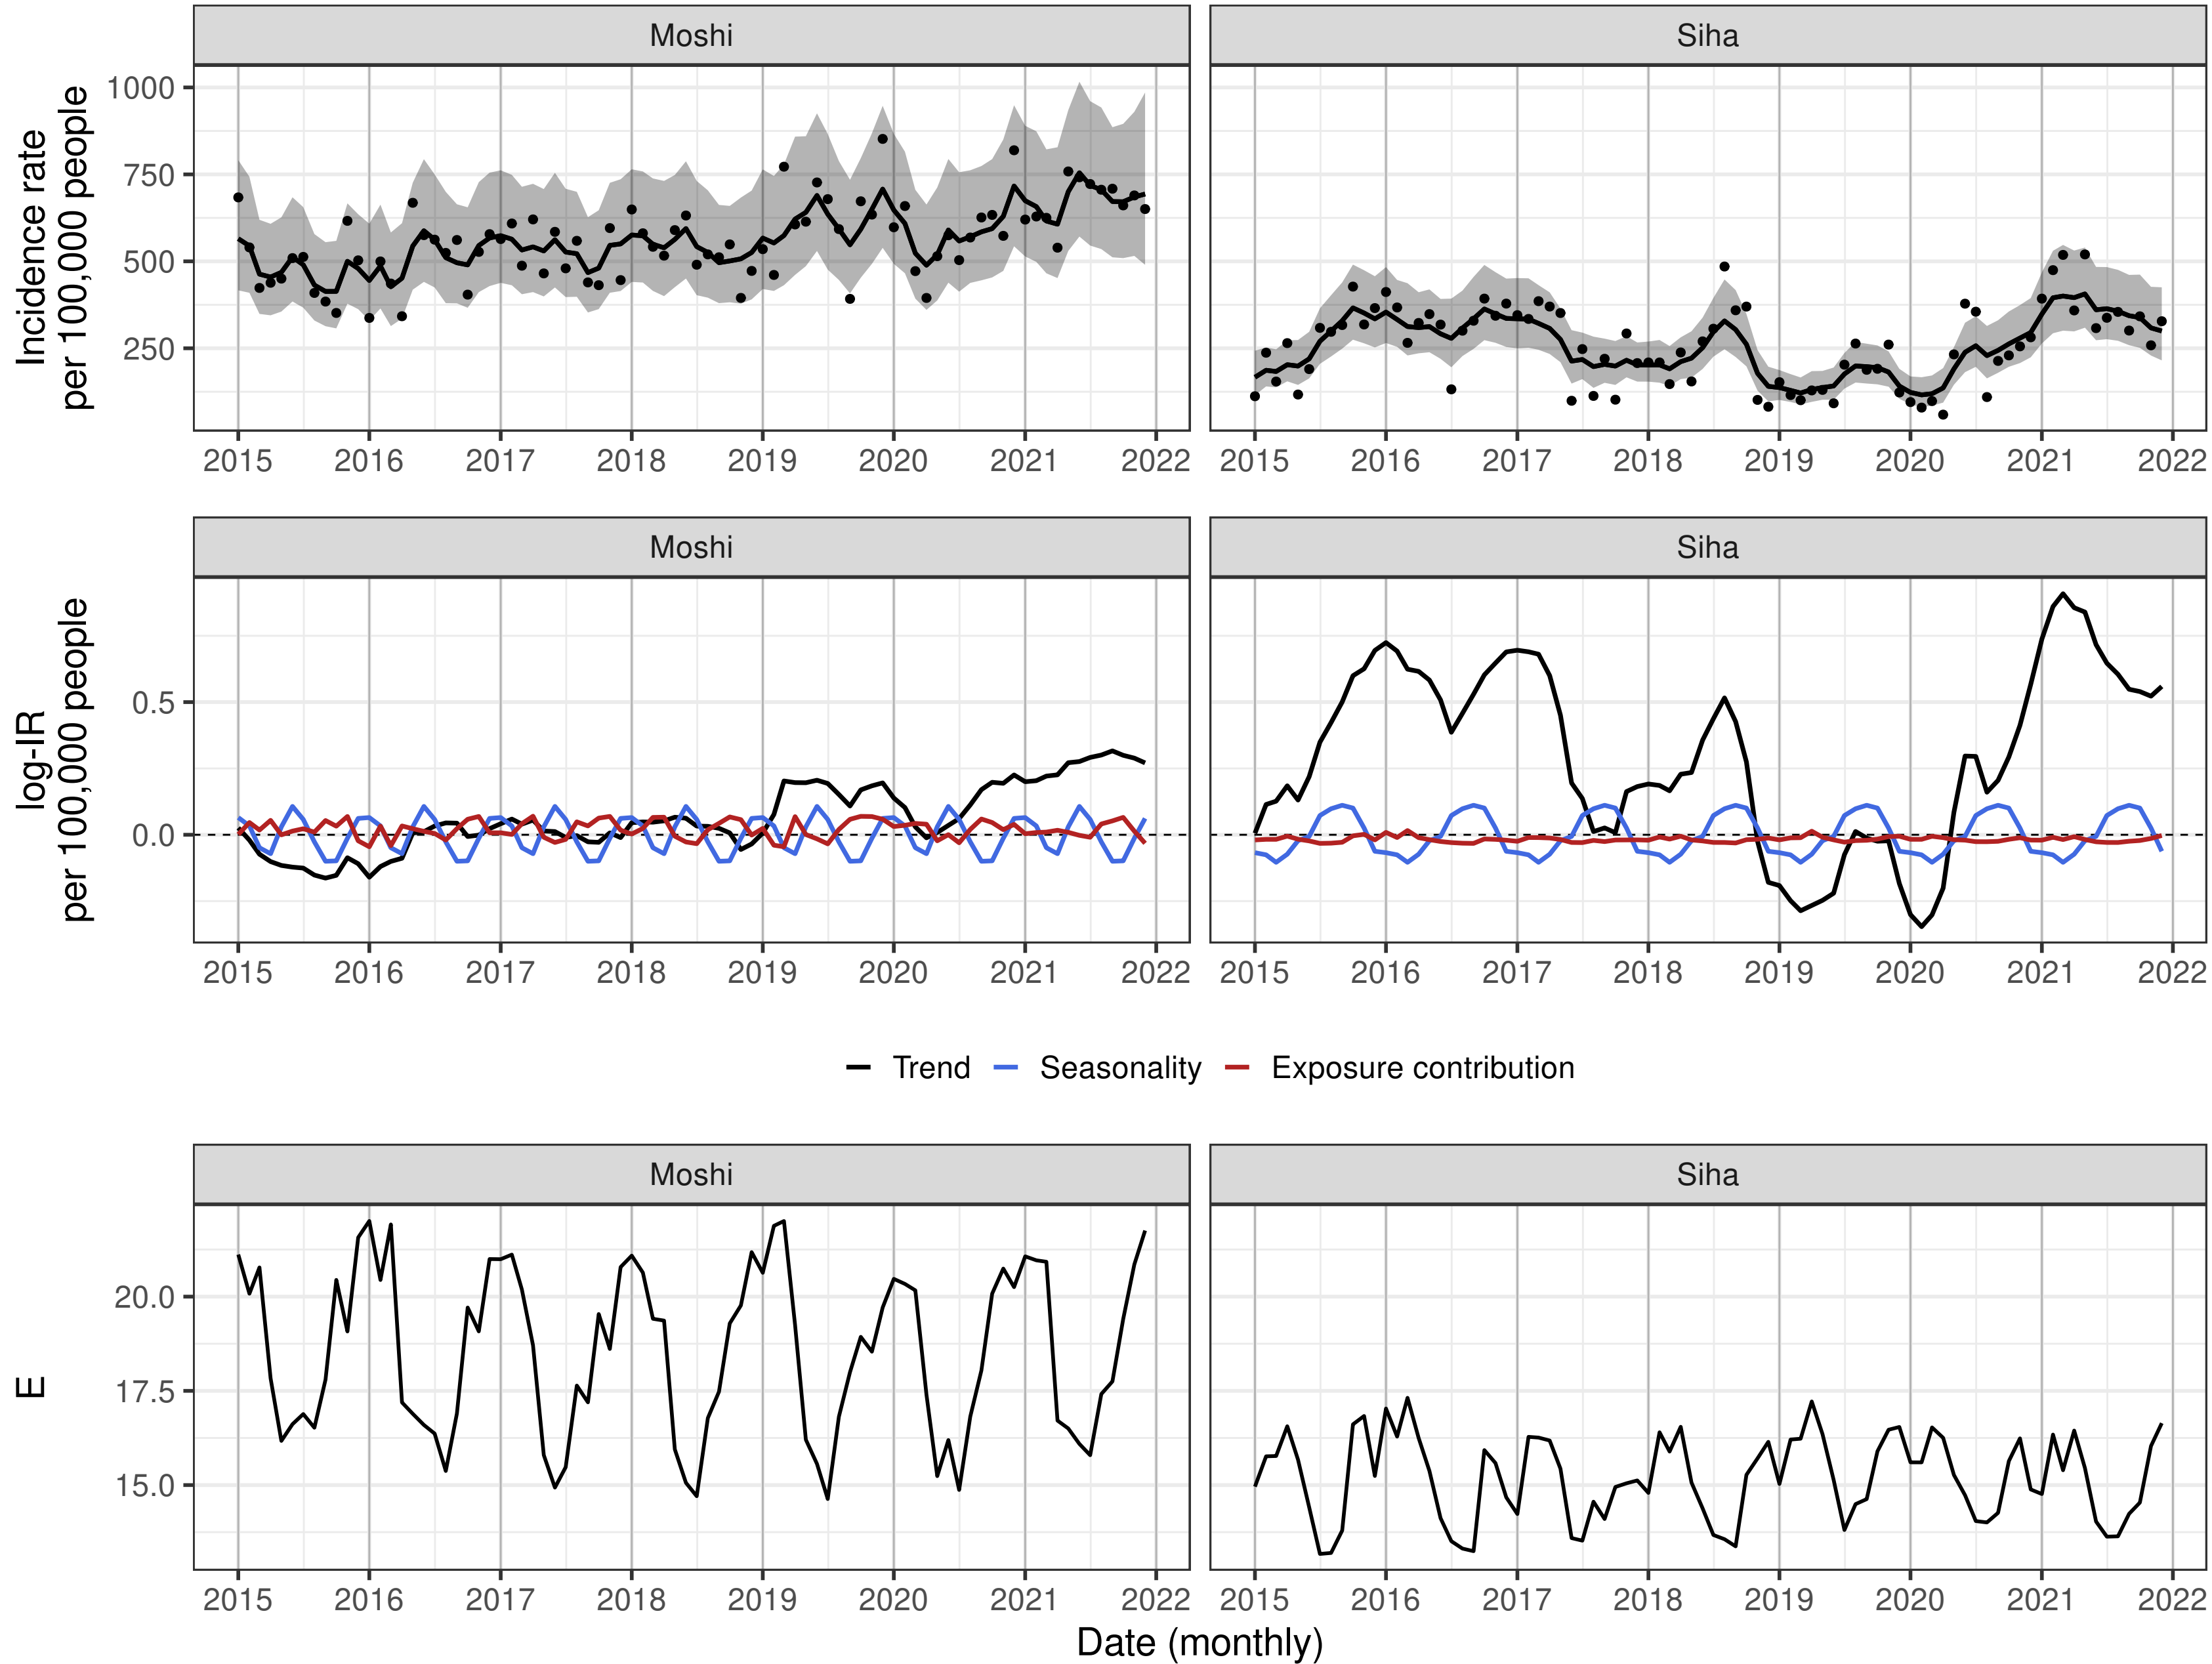 Moshi
Siha
Incidence rate
per 100,000 people
1000
750
500
250
2015 2016 2017 2018 2019 2020 2021 2022
2015 2016 2017 2018 2019 2020 2021 2022
Moshi
Siha
log-IR
per 100,000 people
0.5
0.0
2015 2016 2017 2018 2019 2020 2021 2022
2015 2016 2017 2018 2019 2020 2021 2022
Trend Seasonality Exposure contribution
Moshi
Siha
E
20.0
17.5
15.0
2015 2016 2017 2018 2019 2020 2021 2022
2015 2016 2017 2018 2019 2020 2021 2022
Date (monthly)